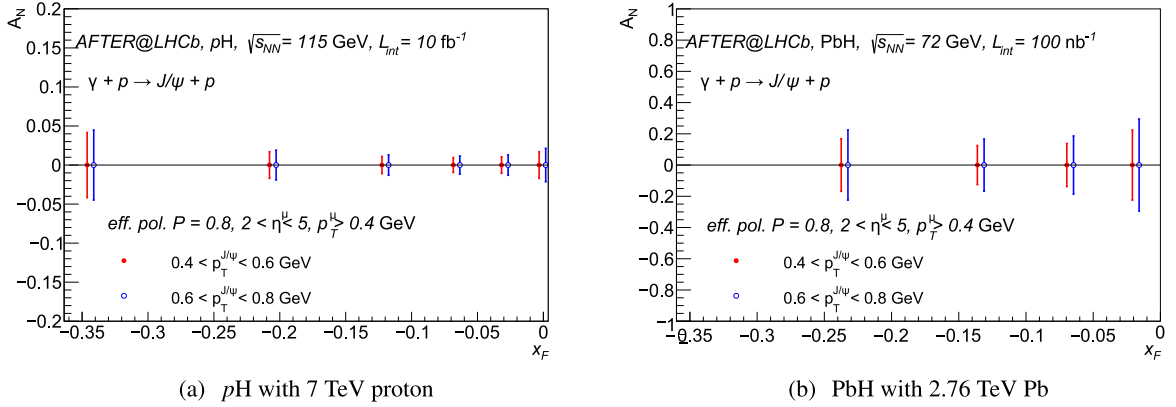 A_N
0.2
0.15
0.1
0.05
0
−0.05
−0.1
−0.15
−0.2
AFTER@LHCb, pH, √s_NN = 115 GeV, L_int = 10 fb⁻¹
γ + p → J/ψ + p
eff. pol. P = 0.8, 2 < η^μ < 5, p_T^μ > 0.4 GeV
0.4 < p_T^J/ψ < 0.6 GeV
0.6 < p_T^J/ψ < 0.8 GeV
−0.35 −0.3 −0.25 −0.2 −0.15 −0.1 −0.05 0
x_F
(a) pH with 7 TeV proton
A_N
1
0.8
0.6
0.4
0.2
0
−0.2
−0.4
−0.6
−0.8
−1
AFTER@LHCb, PbH, √s_NN = 72 GeV, L_int = 100 nb⁻¹
γ + p → J/ψ + p
eff. pol. P = 0.8, 2 < η^μ < 5, p_T^μ > 0.4 GeV
0.4 < p_T^J/ψ < 0.6 GeV
0.6 < p_T^J/ψ < 0.8 GeV
−0.35 −0.3 −0.25 −0.2 −0.15 −0.1 −0.05 0
x_F
(b) PbH with 2.76 TeV Pb